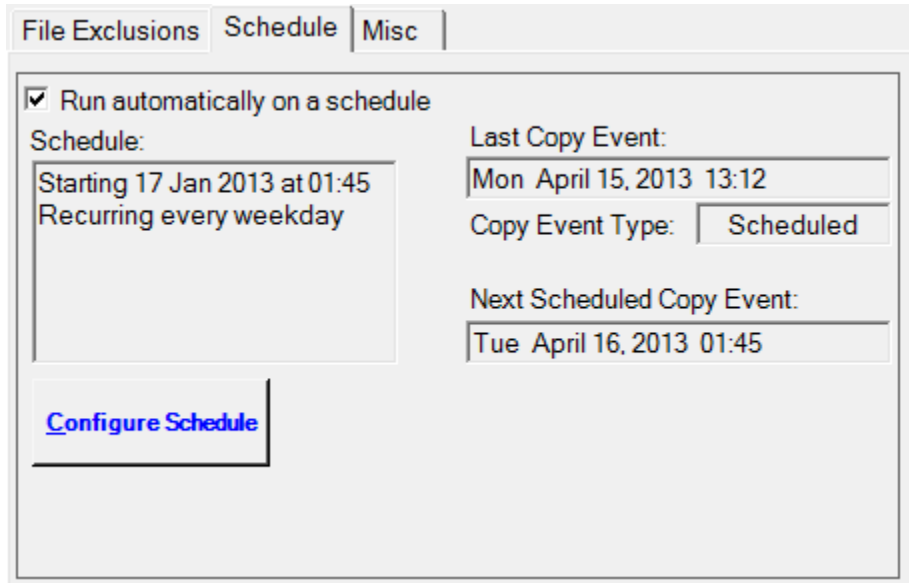 File Exclusions Schedule Misc
Run automatically on a schedule
Schedule:
Starting 17 Jan 2013 at 01:45
Recurring every weekday
Configure Schedule
Last Copy Event:
Mon April 15, 2013 13:12
Copy Event Type: Scheduled
Next Scheduled Copy Event:
Tue April 16, 2013 01:45